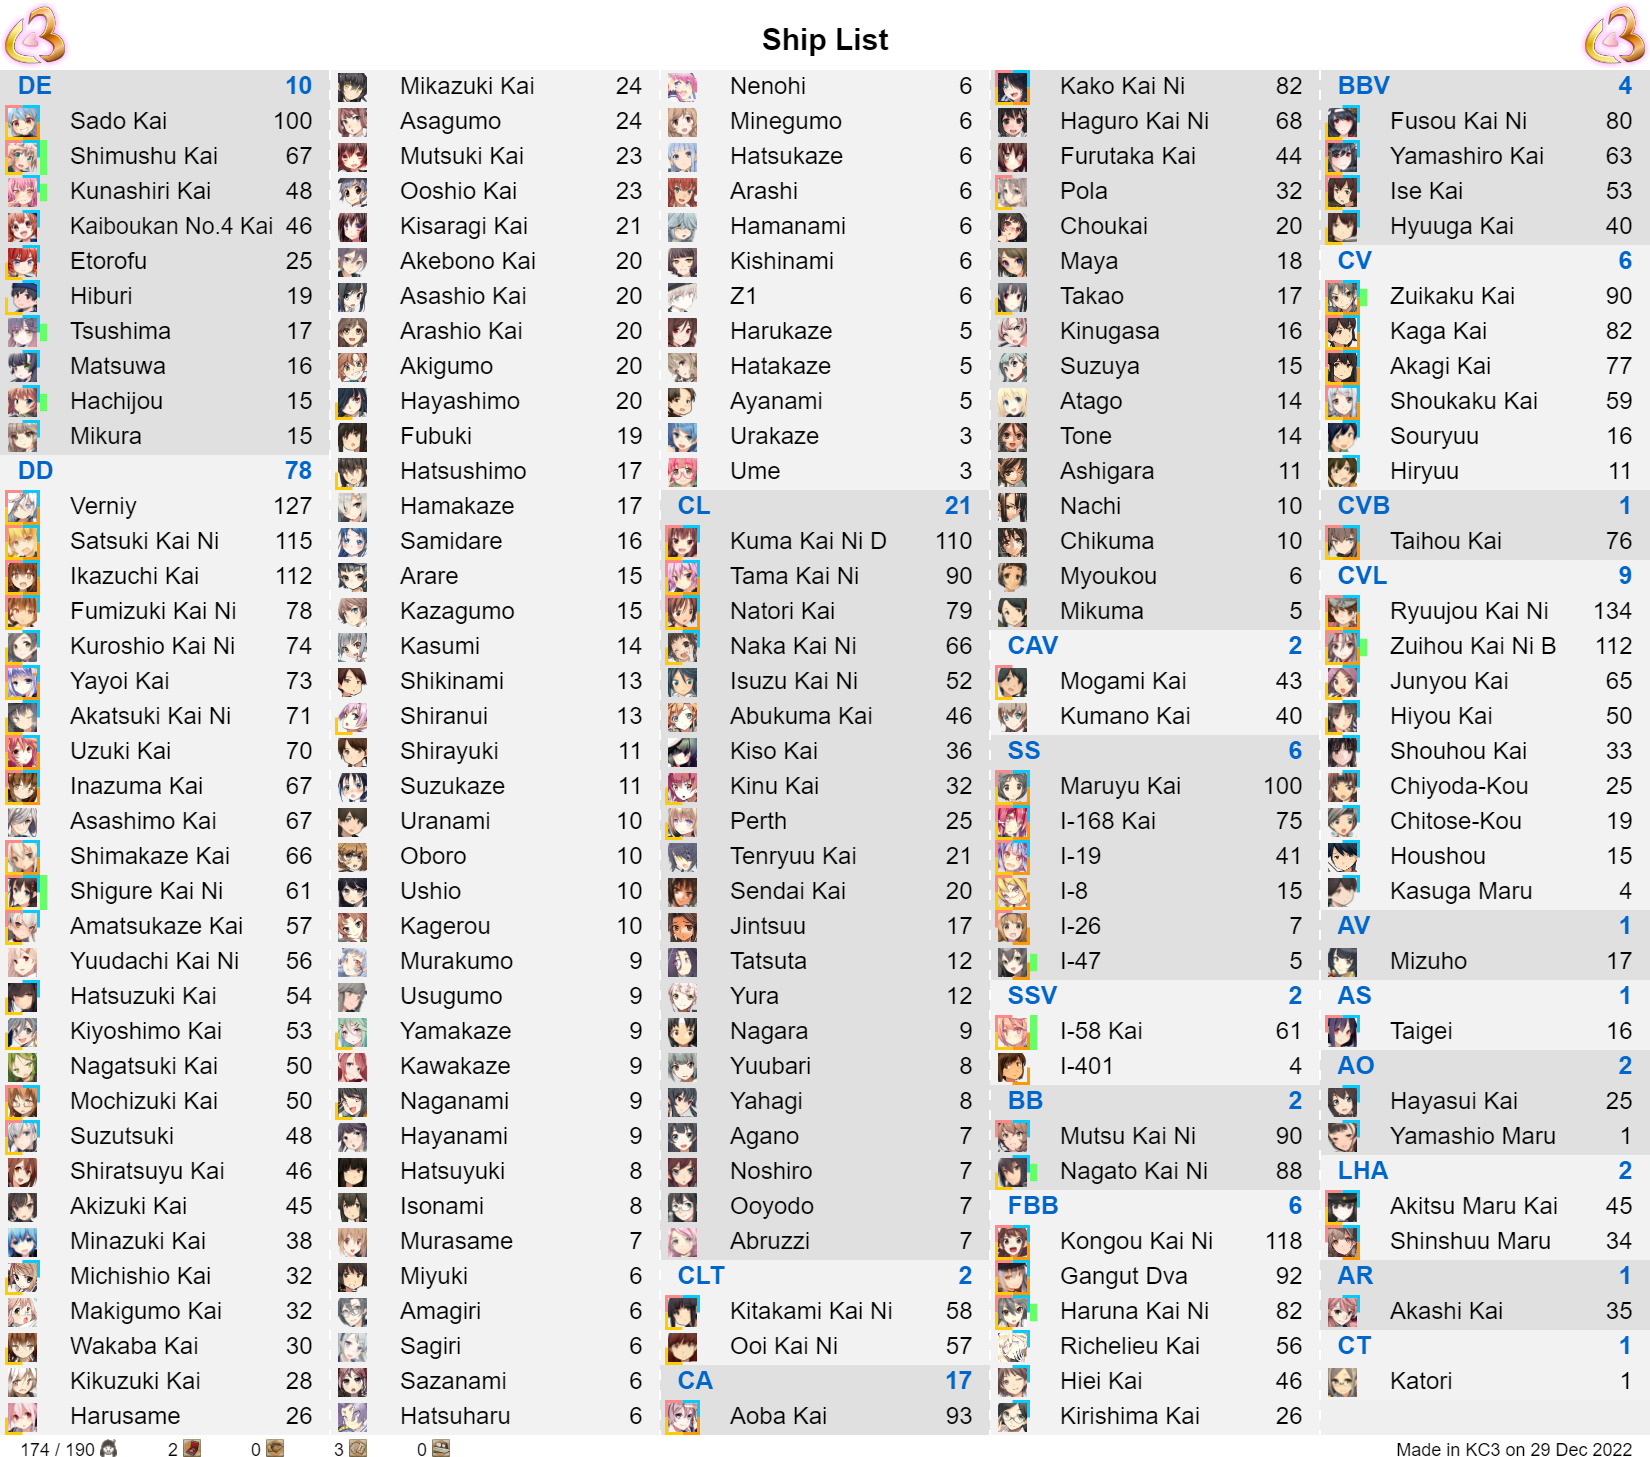 Ship List
DE 10
Sado Kai 100
Shimushu Kai 67
Kunashiri Kai 48
Kaiboukan No.4 Kai 46
Etorofu 25
Hiburi 19
Tsushima 17
Matsuwa 16
Hachijou 15
Mikura 15
DD 78
Verniy 127
Satsuki Kai Ni 115
Ikazuchi Kai 112
Fumizuki Kai Ni 78
Kuroshio Kai Ni 74
Yayoi Kai 73
Akatsuki Kai Ni 71
Uzuki Kai 70
Inazuma Kai 67
Asashimo Kai 67
Shimakaze Kai 66
Shigure Kai Ni 61
Amatsukaze Kai 57
Yuudachi Kai Ni 56
Hatsuzuki Kai 54
Kiyoshimo Kai 53
Nagatsuki Kai 50
Mochizuki Kai 50
Suzutsuki 48
Shiratsuyu Kai 46
Akizuki Kai 45
Minazuki Kai 38
Michishio Kai 32
Makigumo Kai 32
Wakaba Kai 30
Kikuzuki Kai 28
Harusame 26
Mikazuki Kai 24
Asagumo 24
Mutsuki Kai 23
Ooshio Kai 23
Kisaragi Kai 21
Akebono Kai 20
Asashio Kai 20
Arashio Kai 20
Akigumo 20
Hayashimo 20
Fubuki 19
Hatsushimo 17
Hamakaze 17
Samidare 16
Arare 15
Kazagumo 15
Kasumi 14
Shikinami 13
Shiranui 13
Shirayuki 11
Suzukaze 11
Uranami 10
Oboro 10
Ushio 10
Kagerou 10
Murakumo 9
Usugumo 9
Yamakaze 9
Kawakaze 9
Naganami 9
Hayanami 9
Hatsuyuki 8
Isonami 8
Murasame 7
Miyuki 6
Amagiri 6
Sagiri 6
Sazanami 6
Hatsuharu 6
Nenohi 6
Minegumo 6
Hatsukaze 6
Arashi 6
Hamanami 6
Kishinami 6
Z1 6
Harukaze 5
Hatakaze 5
Ayanami 5
Urakaze 3
Ume 3
CL 21
Kuma Kai Ni D 110
Tama Kai Ni 90
Natori Kai 79
Naka Kai Ni 66
Isuzu Kai Ni 52
Abukuma Kai 46
Kiso Kai 36
Kinu Kai 32
Perth 25
Tenryuu Kai 21
Sendai Kai 20
Jintsuu 17
Tatsuta 12
Yura 12
Nagara 9
Yuubari 8
Yahagi 8
Agano 7
Noshiro 7
Ooyodo 7
Abruzzi 7
CLT 2
Kitakami Kai Ni 58
Ooi Kai Ni 57
CA 17
Aoba Kai 93
Kako Kai Ni 82
Haguro Kai Ni 68
Furutaka Kai 44
Pola 32
Choukai 20
Maya 18
Takao 17
Kinugasa 16
Suzuya 15
Atago 14
Tone 14
Ashigara 11
Nachi 10
Chikuma 10
Myoukou 6
Mikuma 5
CAV 2
Mogami Kai 43
Kumano Kai 40
SS 6
Maruyu Kai 100
I-168 Kai 75
I-19 41
I-8 15
I-26 7
I-47 5
SSV 2
I-58 Kai 61
I-401 4
BB 2
Mutsu Kai Ni 90
Nagato Kai Ni 88
FBB 6
Kongou Kai Ni 118
Gangut Dva 92
Haruna Kai Ni 82
Richelieu Kai 56
Hiei Kai 46
Kirishima Kai 26
BBV 4
Fusou Kai Ni 80
Yamashiro Kai 63
Ise Kai 53
Hyuuga Kai 40
CV 6
Zuikaku Kai 90
Kaga Kai 82
Akagi Kai 77
Shoukaku Kai 59
Souryuu 16
Hiryuu 11
CVB 1
Taihou Kai 76
CVL 9
Ryuujou Kai Ni 134
Zuihou Kai Ni B 112
Junyou Kai 65
Hiyou Kai 50
Shouhou Kai 33
Chiyoda-Kou 25
Chitose-Kou 19
Houshou 15
Kasuga Maru 4
AV 1
Mizuho 17
AS 1
Taigei 16
AO 2
Hayasui Kai 25
Yamashio Maru 1
LHA 2
Akitsu Maru Kai 45
Shinshuu Maru 34
AR 1
Akashi Kai 35
CT 1
Katori 1
174 / 190 2 0 3 0
Made in KC3 on 29 Dec 2022